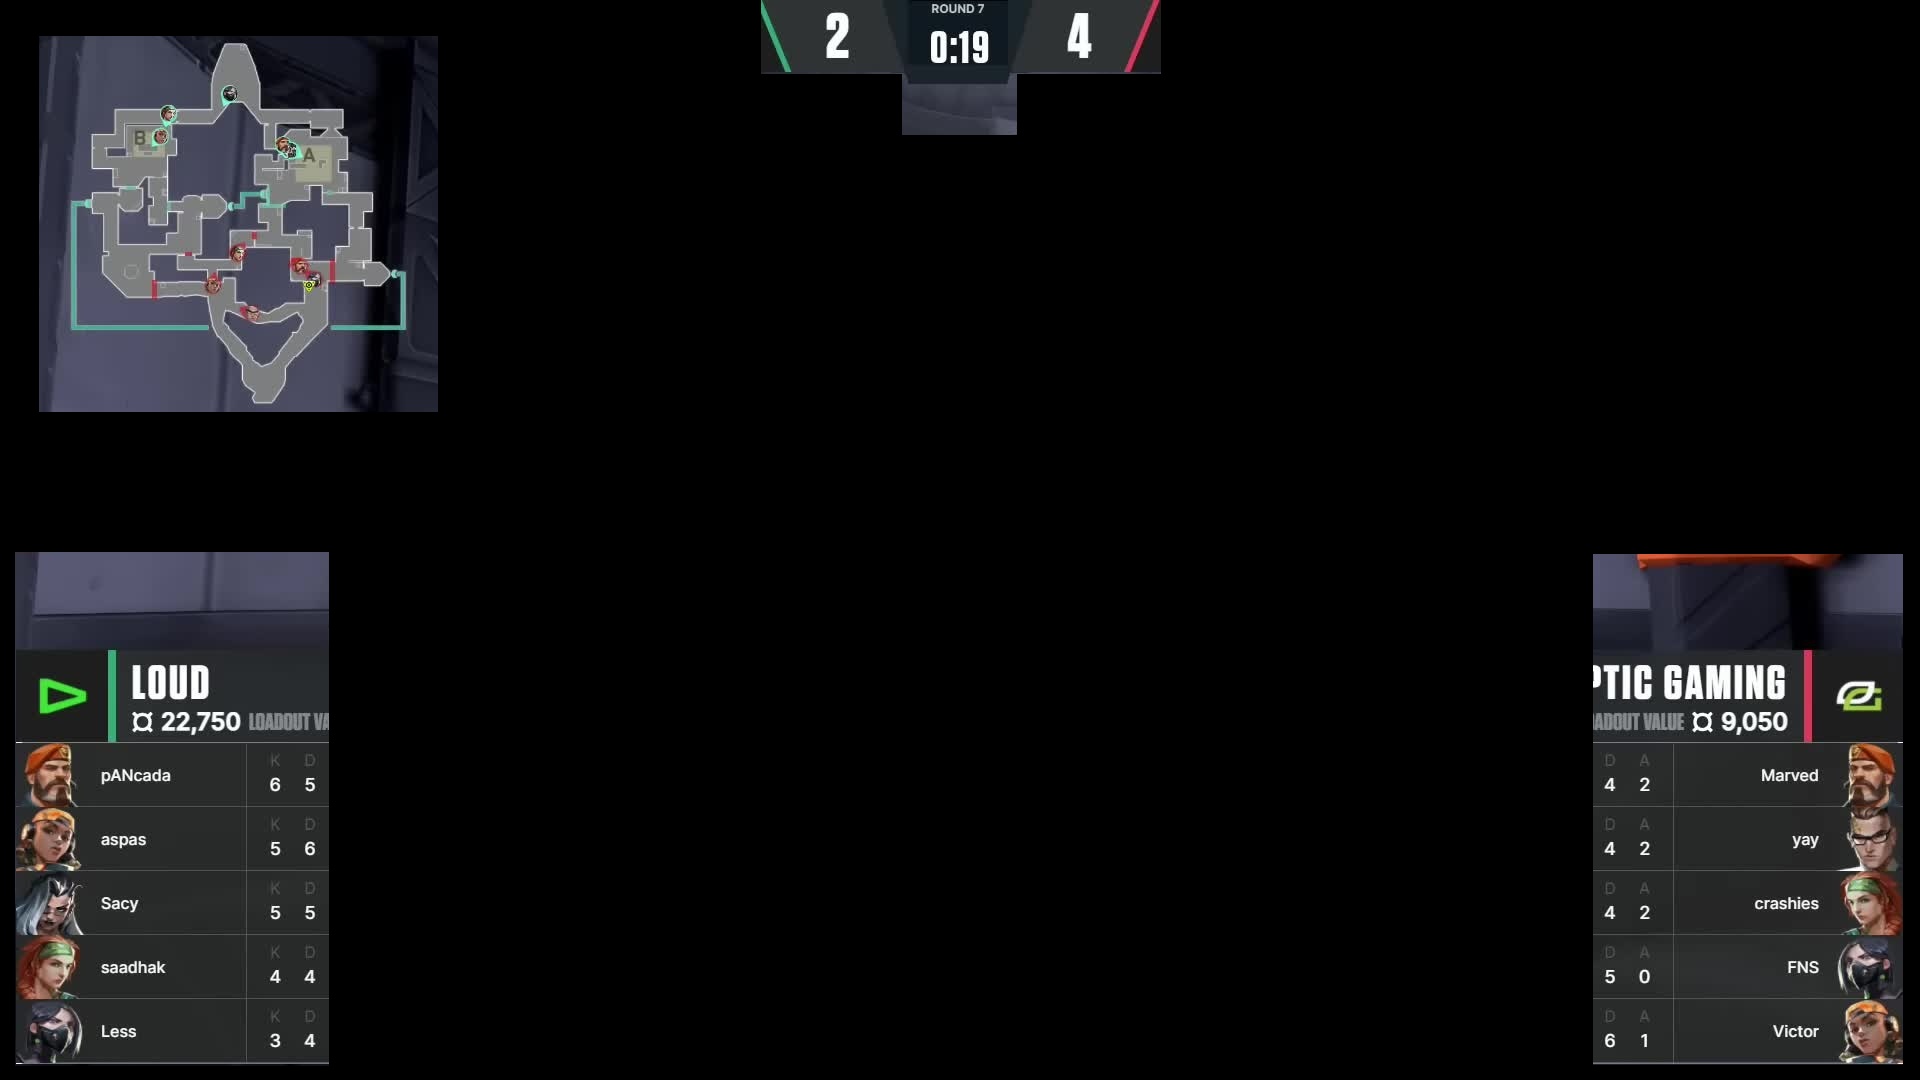 2
ROUND 7
0:19
4
B
A
LOUD
22,750 LOADOUT VA
K D
pANcada 6 5
K D
aspas 5 6
K D
Sacy 5 5
K D
saadhak 4 4
K D
Less 3 4
PTIC GAMING
OADOUT VALUE 9,050
D A
4 2 Marved
D A
4 2 yay
D A
4 2 crashies
D A
5 0 FNS
D A
6 1 Victor